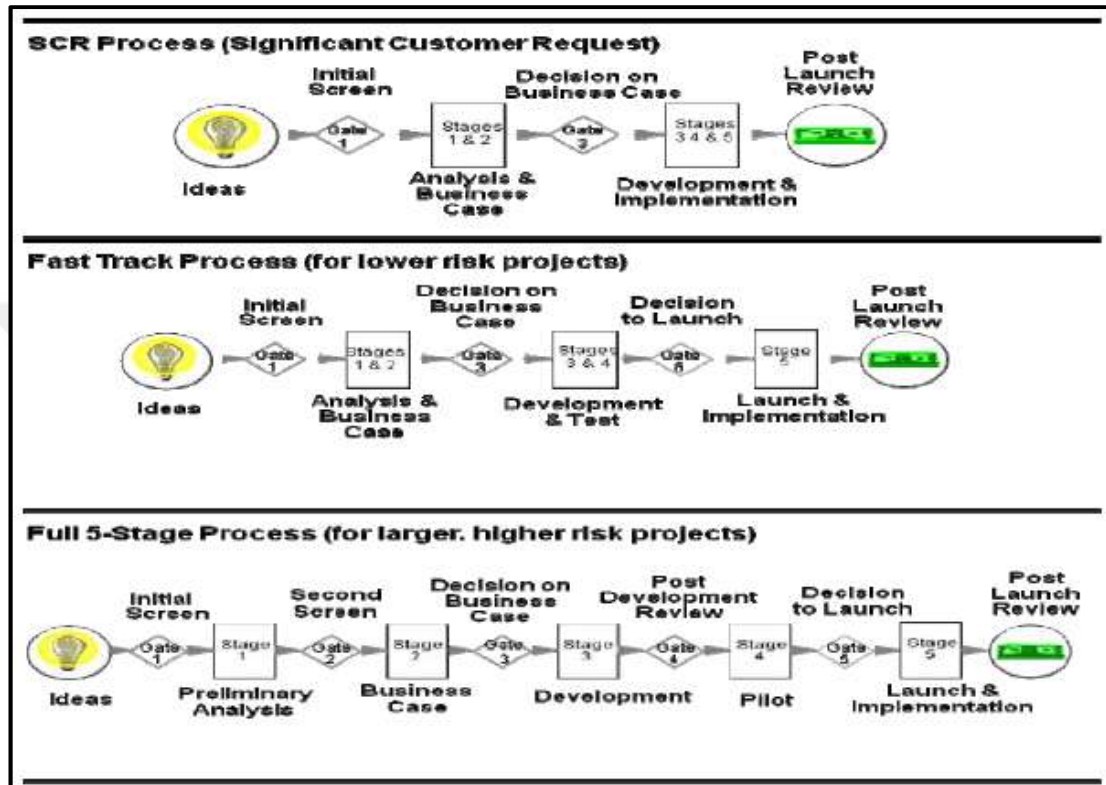 SCR Process (Significant Customer Request)
Initial
Screen
Decision on
Business Case
Post
Launch
Review
Gate
1
Stages
1 & 2
Gate
3
Stages
3 4 & 5
Ideas
Analysis &
Business
Case
Development &
Implementation
Fast Track Process (for lower risk projects)
Initial
Screen
Decision on
Business
Case
Decision
to Launch
Post
Launch
Review
Gate
1
Stages
1 & 2
Gate
3
Stages
3 & 4
Gate
5
Stage
5
Ideas
Analysis &
Business
Case
Development
& Test
Launch &
Implementation
Full 5-Stage Process (for larger. higher risk projects)
Initial
Screen
Second
Screen
Decision on
Business
Case
Post
Development
Review
Decision
to Launch
Post
Launch
Review
Gate
1
Stage
1
Gate
2
Stage
2
Gate
3
Stage
3
Gate
4
Stage
4
Gate
5
Stage
5
Ideas
Preliminary
Analysis
Business
Case
Development
Pilot
Launch &
Implementation